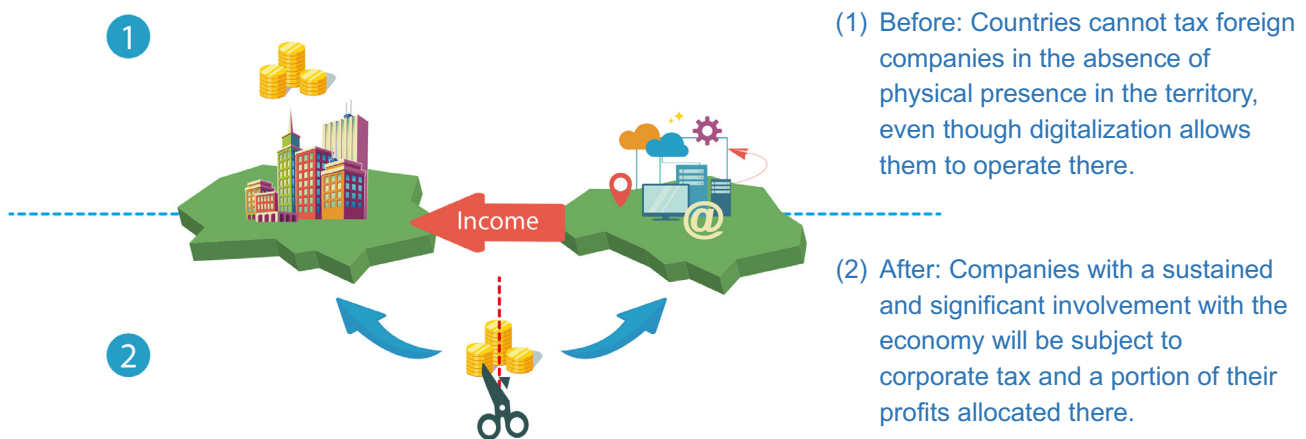 1
(1) Before: Countries cannot tax foreign
companies in the absence of
physical presence in the territory,
even though digitalization allows
them to operate there.
Income
@
2
(2) After: Companies with a sustained
and significant involvement with the
economy will be subject to
corporate tax and a portion of their
profits allocated there.